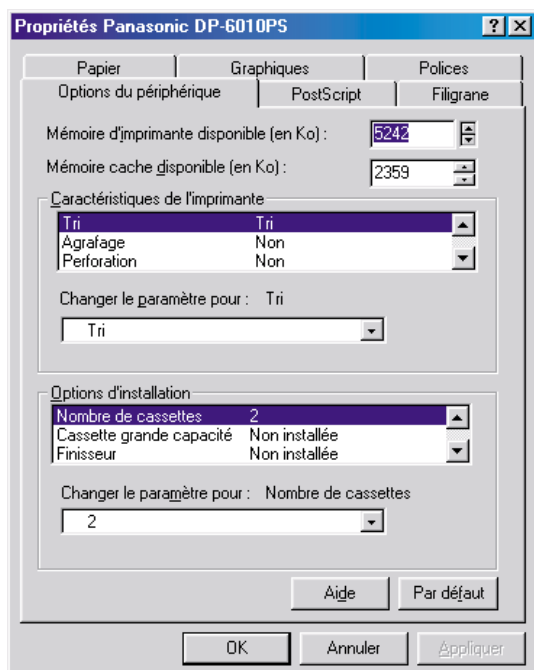 Propriétés Panasonic DP-6010PS
Papier Graphiques Polices
Options du périphérique PostScript Filigrane
Mémoire d'imprimante disponible (en Ko) : 5242
Mémoire cache disponible (en Ko) : 2359
Caractéristiques de l'imprimante
Tri Tri
Agrafage Non
Perforation Non
Changer le paramètre pour : Tri
Tri
Options d'installation
Nombre de cassettes 2
Cassette grande capacité Non installée
Finisseur Non installée
Changer le paramètre pour : Nombre de cassettes
2
Aide Par défaut
OK Annuler Appliquer